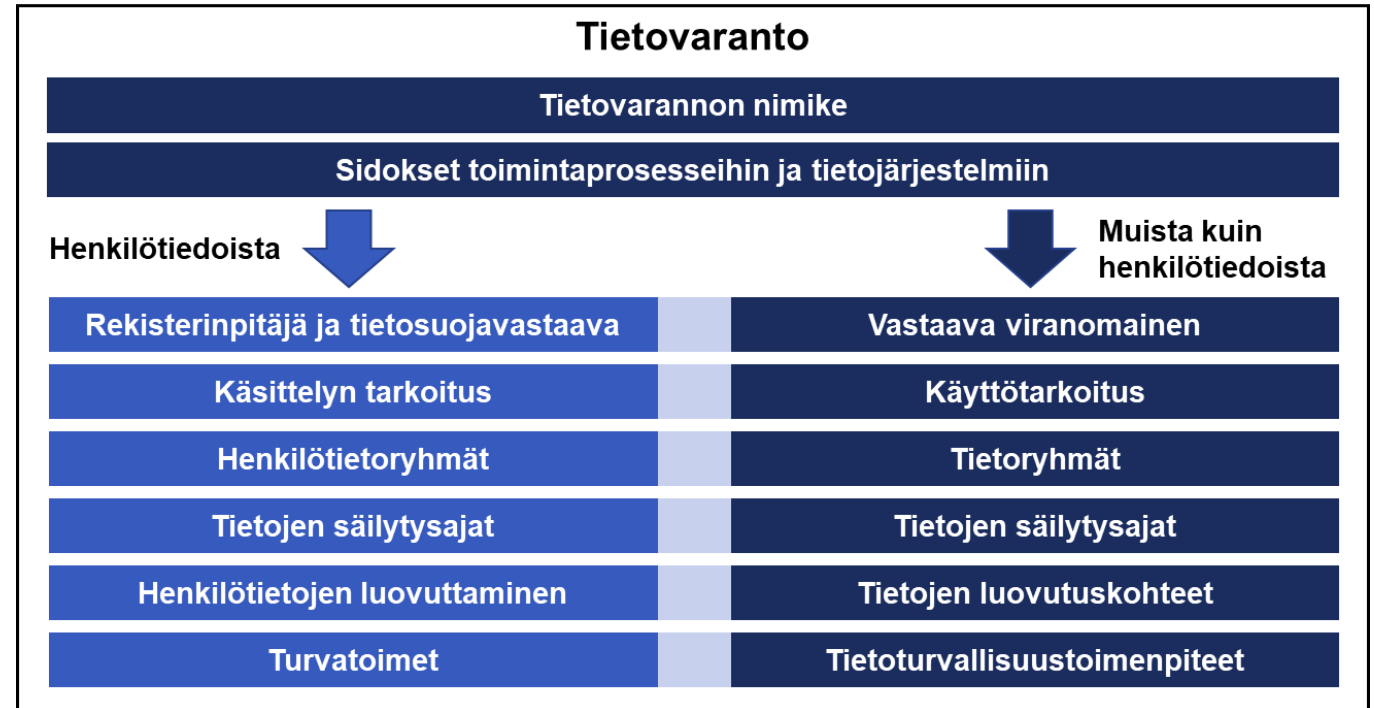 Tietovaranto
Tietovarannon nimike
Sidokset toimintaprosesseihin ja tietojärjestelmiin
Henkilötiedoista
Muista kuin
henkilötiedoista
Rekisterinpitäjä ja tietosuojavastaava
Vastaava viranomainen
Käsittelyn tarkoitus
Käyttötarkoitus
Henkilötietoryhmät
Tietoryhmät
Tietojen säilytysajat
Tietojen säilytysajat
Henkilötietojen luovuttaminen
Tietojen luovutuskohteet
Turvatoimet
Tietoturvallisuustoimenpiteet